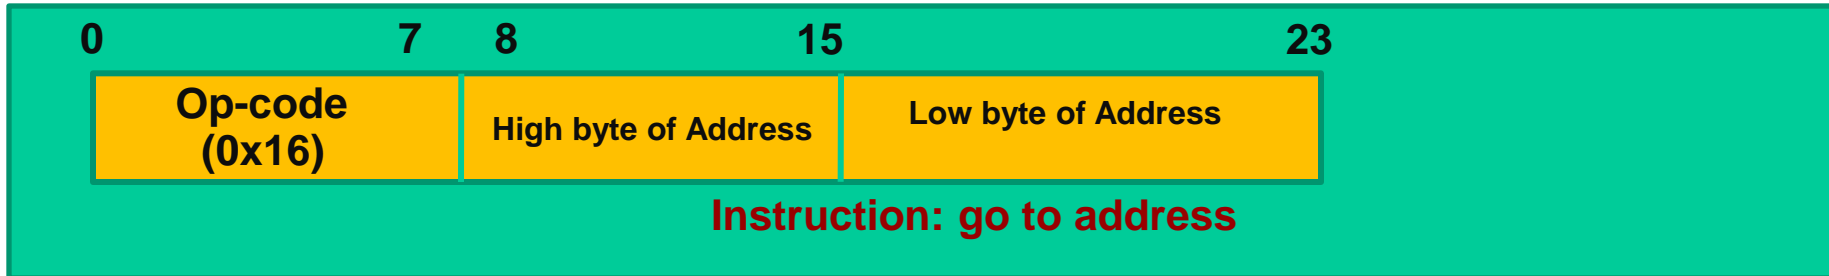 0 7 8 15 23
Op-code
(0x16)
High byte of Address
Low byte of Address
Instruction: go to address